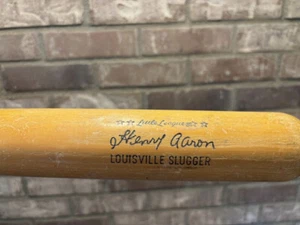 Little League
Henry Aaron
LOUISVILLE SLUGGER